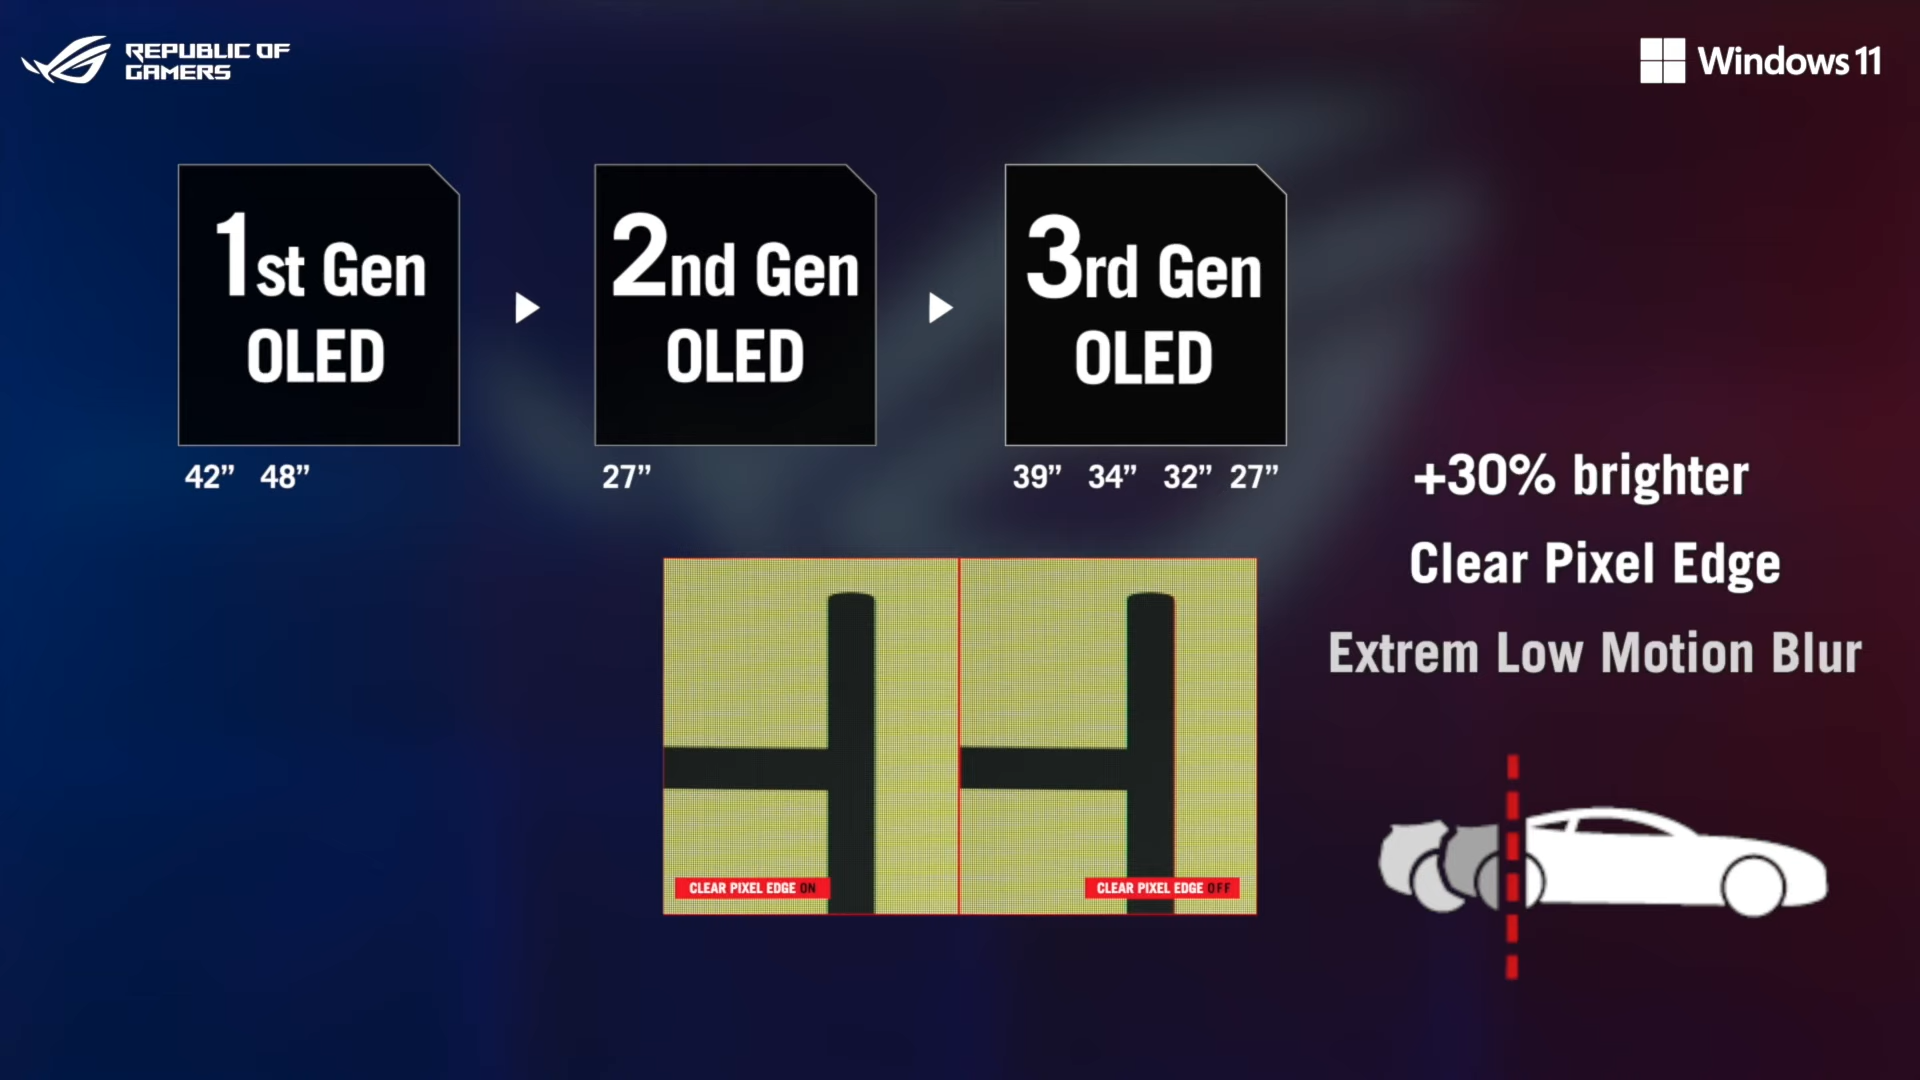 REPUBLIC OF
GAMERS
Windows 11
1st Gen
OLED
2nd Gen
OLED
3rd Gen
OLED
42” 48”
27”
39” 34” 32” 27”
+30% brighter
Clear Pixel Edge
Extrem Low Motion Blur
CLEAR PIXEL EDGE ON
CLEAR PIXEL EDGE OFF